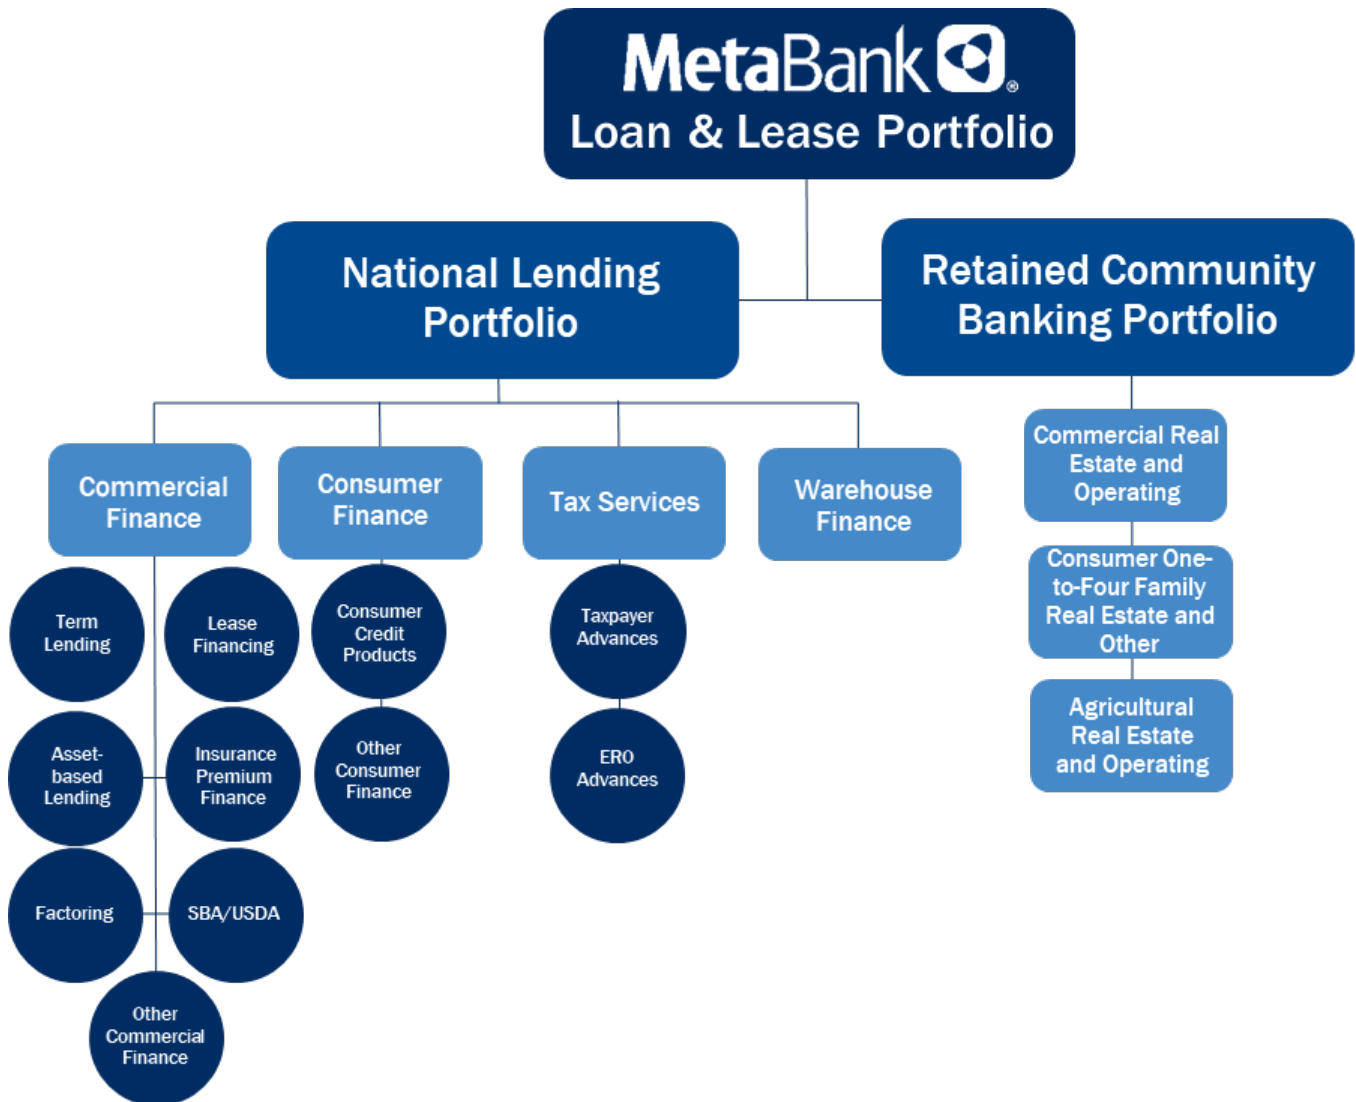 MetaBank ®
Loan & Lease Portfolio
National Lending
Portfolio
Retained Community
Banking Portfolio
Commercial
Finance
Term
Lending
Lease
Financing
Asset-
based
Lending
Insurance
Premium
Finance
Factoring
SBA/USDA
Other
Commercial
Finance
Consumer
Finance
Consumer
Credit
Products
Other
Consumer
Finance
Tax Services
Taxpayer
Advances
ERO
Advances
Warehouse
Finance
Commercial Real
Estate and
Operating
Consumer One-
to-Four Family
Real Estate and
Other
Agricultural
Real Estate
and Operating